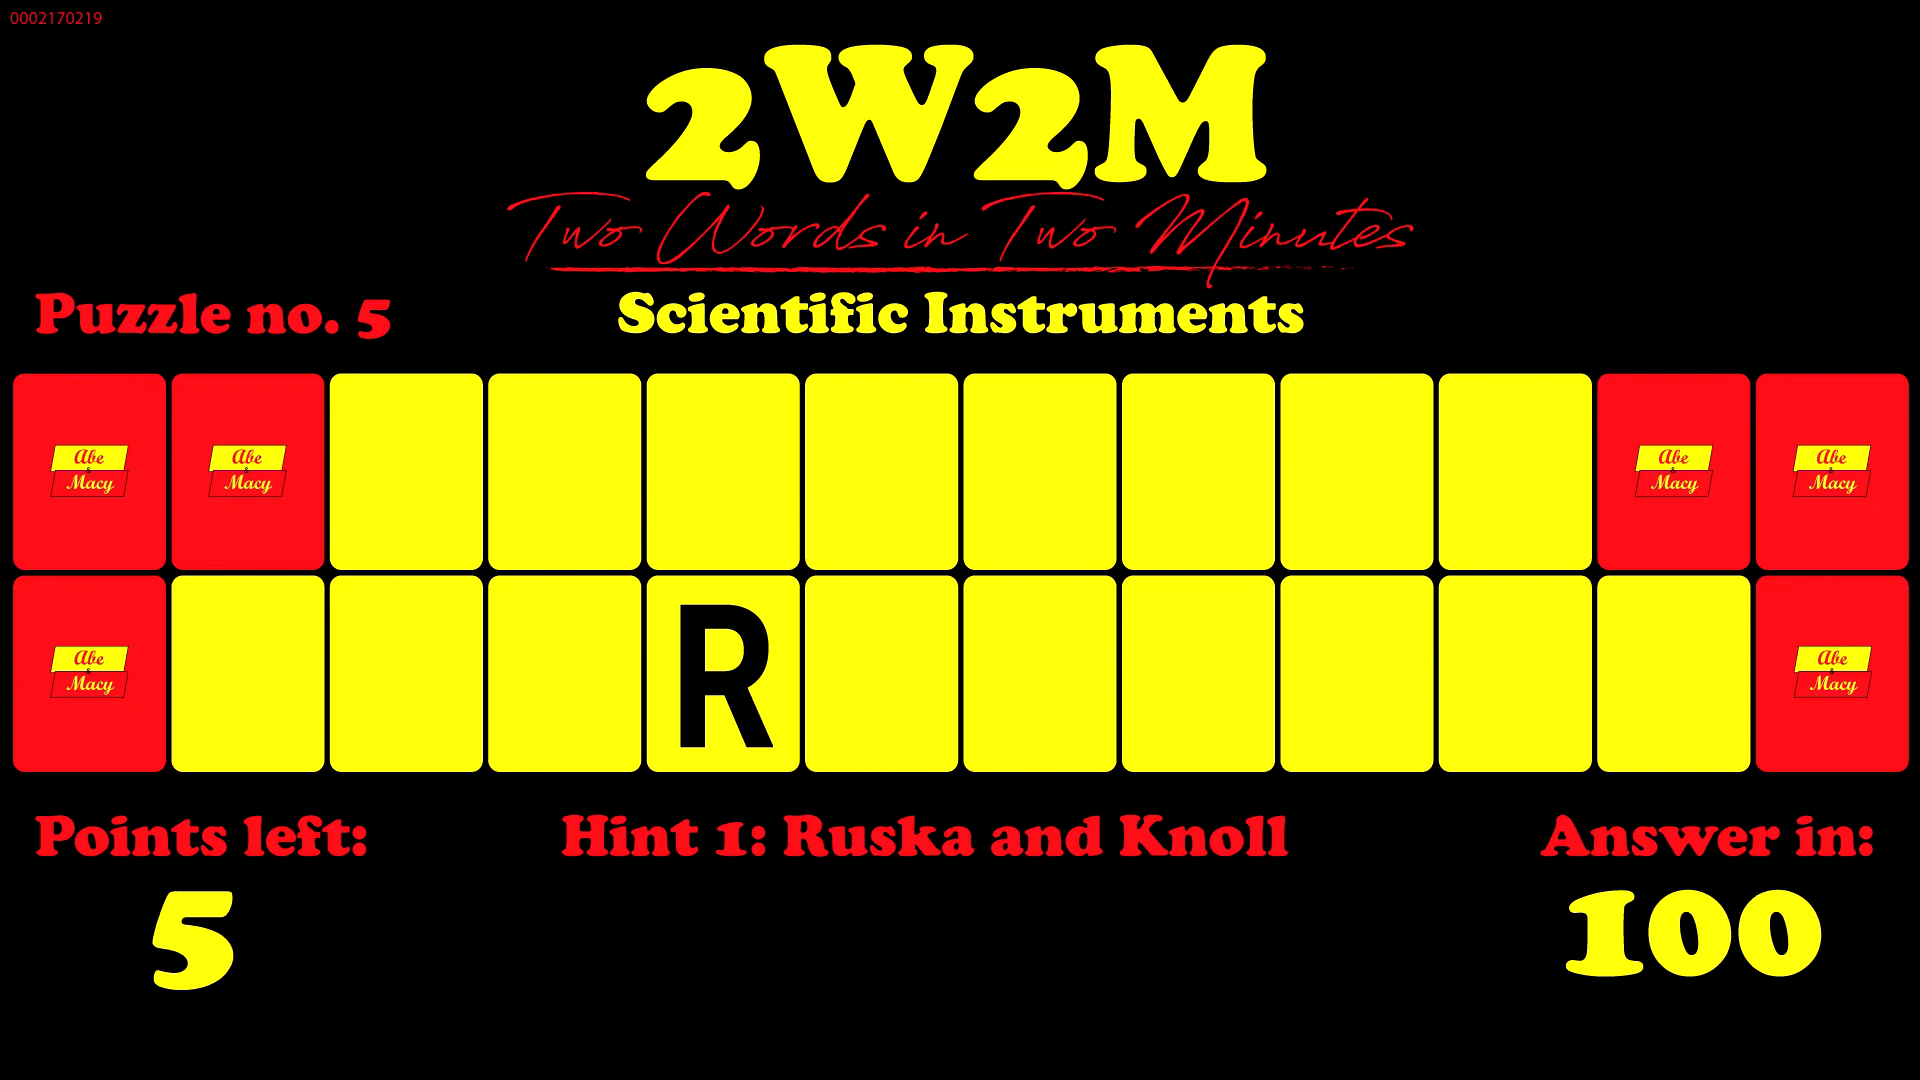 0002170219
2W2M
Two Words in Two Minutes
Puzzle no. 5
Scientific Instruments
Abe & Macy
Abe & Macy
Abe & Macy
Abe & Macy
Abe & Macy
R
Abe & Macy
Points left:
Hint 1: Ruska and Knoll
Answer in:
5
100